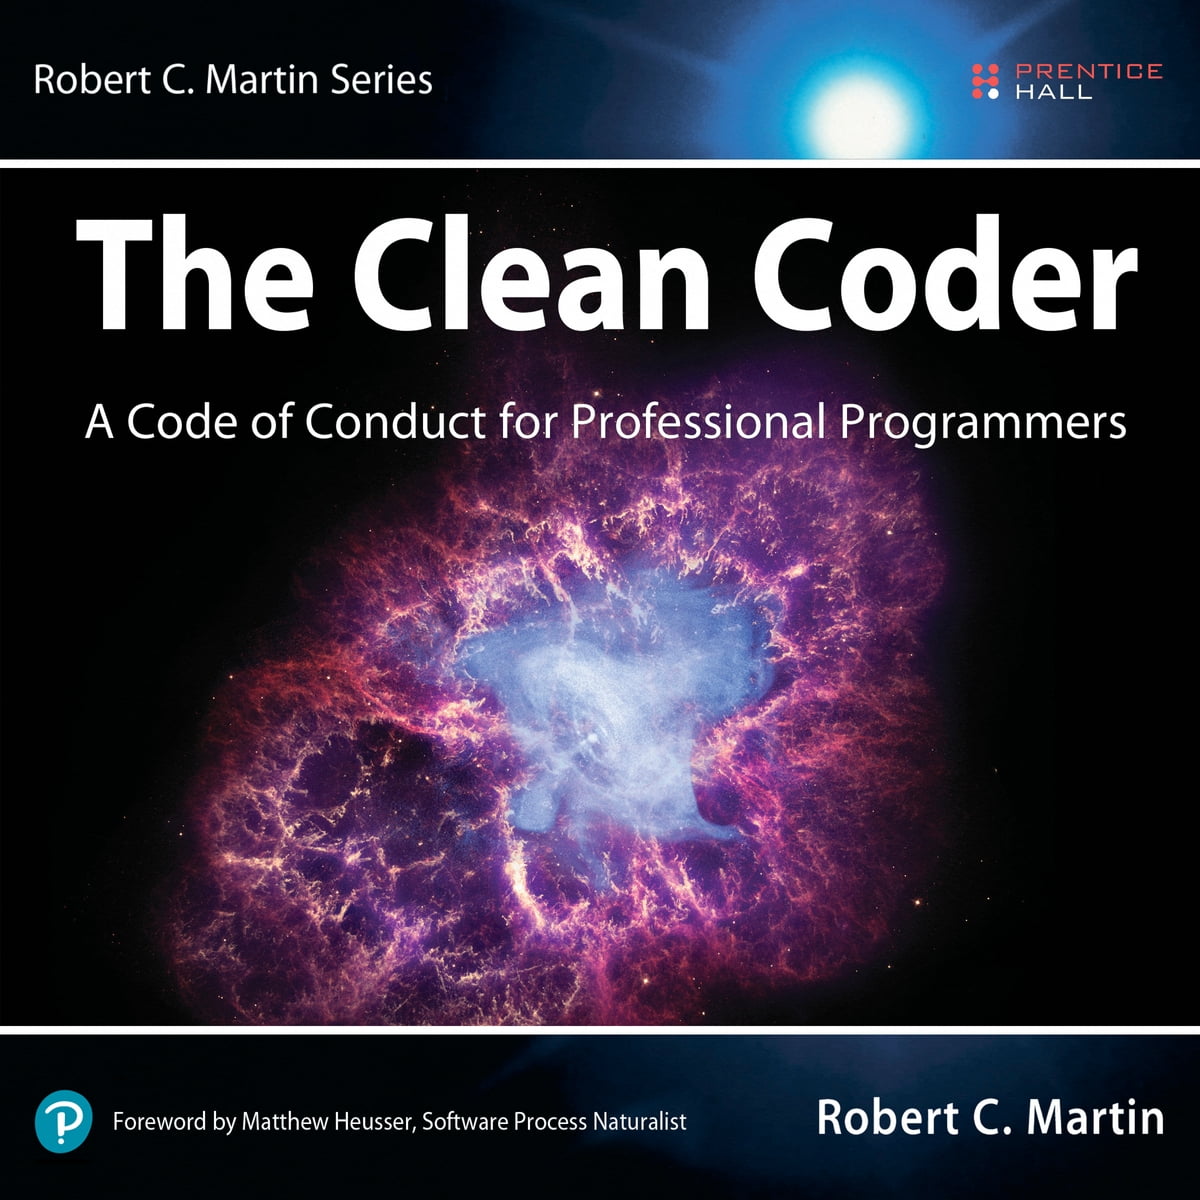 Robert C. Martin Series
PRENTICE
HALL
The Clean Coder
A Code of Conduct for Professional Programmers
P
Foreword by Matthew Heusser, Software Process Naturalist
Robert C. Martin